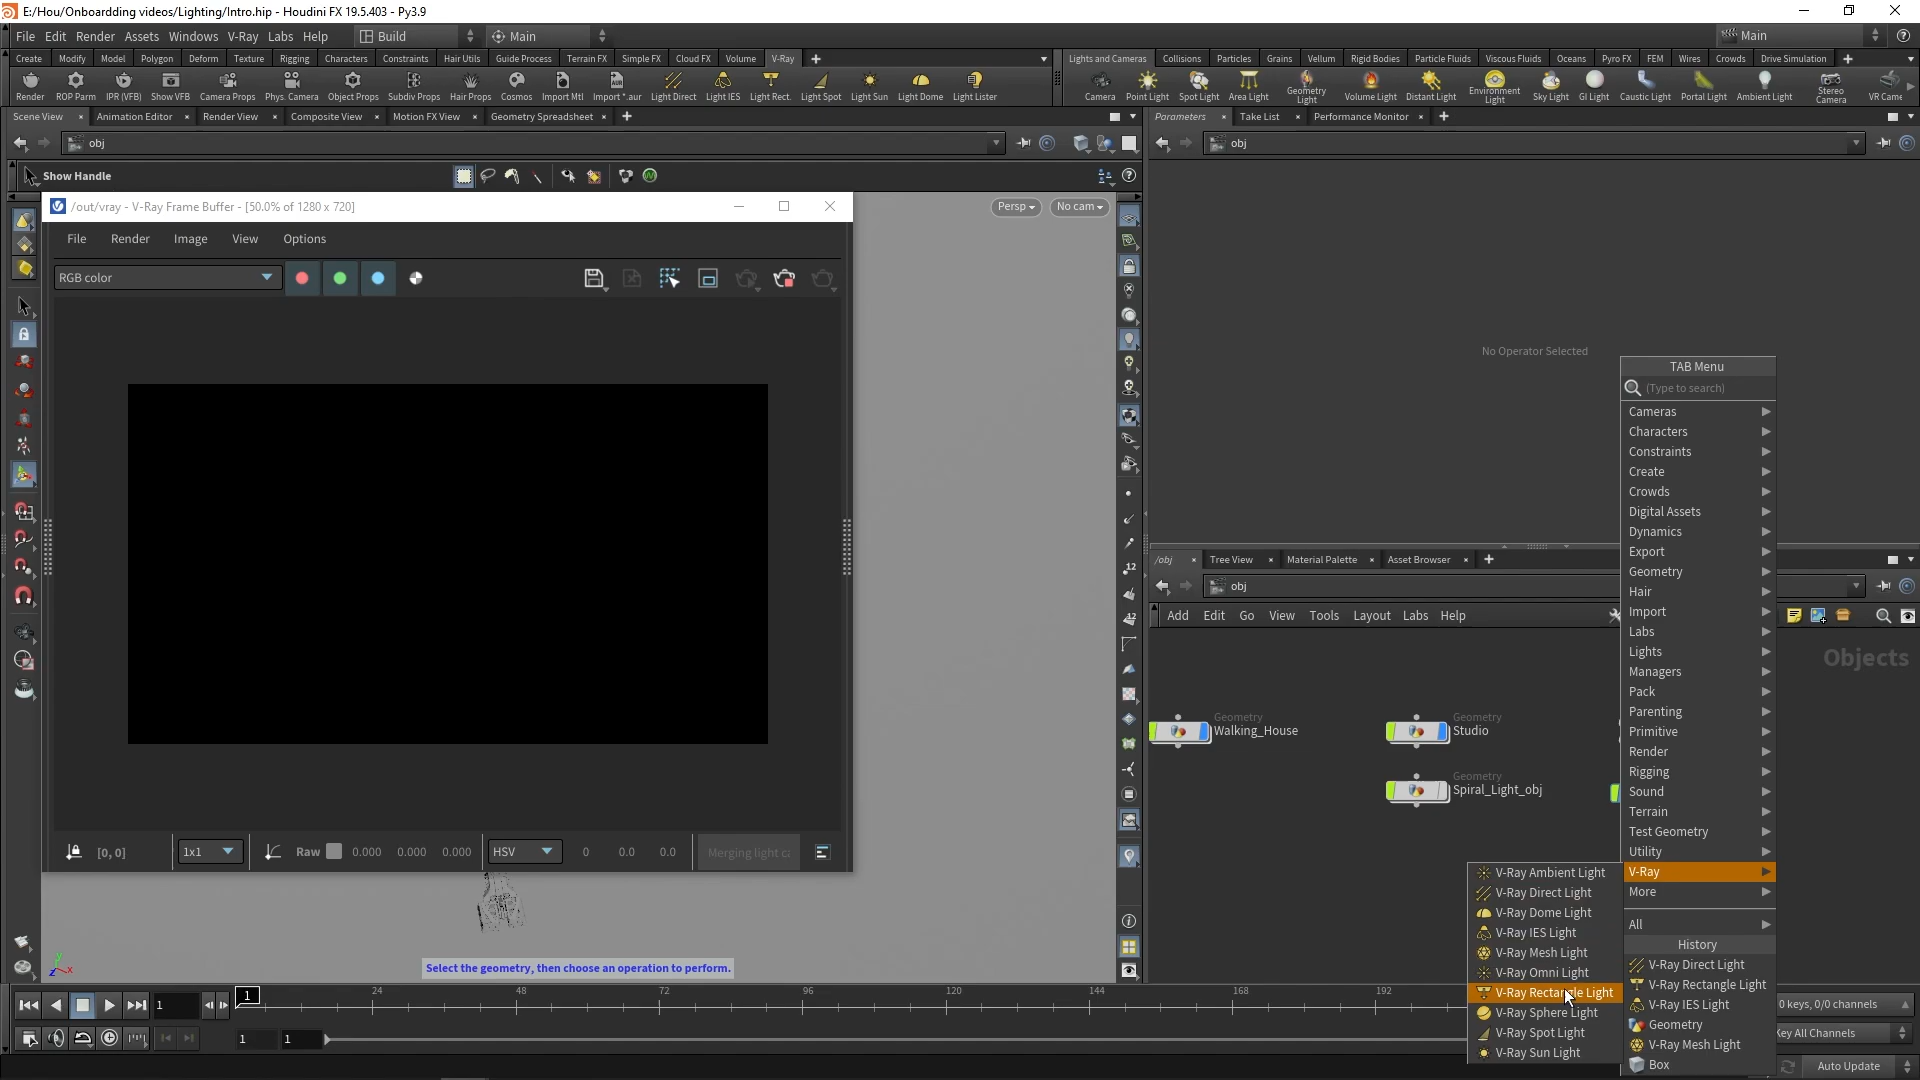 E:/Hou/Onboardding videos/Lighting/Intro.hip - Houdini FX 19.5.403 - Py3.9
File Edit Render Assets Windows V-Ray Labs Help Build Main Main
Create Modify Model Polygon Deform Texture Rigging Characters Constraints Hair Utils Guide Process Terrain FX Simple FX Cloud FX Volume V-Ray
Lights and Cameras Collisions Particles Grains Vellum Rigid Bodies Particle Fluids Viscous Fluids Oceans Pyro FX FEM Wires Crowds Drive Simulation
Render ROP Parm IPR (VFB) Show VFB Camera Props Phys. Camera Object Props Subdiv Props Hair Props Cosmos Import Mtl Import *.aur Light Direct Light IES Light Rect. Light Spot Light Sun Light Dome Light Lister
Camera Point Light Spot Light Area Light Geometry Light Volume Light Distant Light Environment Light Sky Light GI Light Caustic Light Portal Light Ambient Light Stereo Camera VR Came
Scene View Animation Editor Render View Composite View Motion FX View Geometry Spreadsheet
Parameters Take List Performance Monitor
obj
obj
Show Handle
/out/vray - V-Ray Frame Buffer - [50.0% of 1280 x 720]
Persp No cam
File Render Image View Options
RGB color
No Operator Selected
TAB Menu
(Type to search)
Cameras
Characters
Constraints
Create
Crowds
Digital Assets
Dynamics
Export
Geometry
Hair
Import
Labs
Lights
Managers
Pack
Parenting
Primitive
Render
Rigging
Sound
Terrain
Test Geometry
Utility
V-Ray
More
All
History
V-Ray Direct Light
V-Ray Rectangle Light
V-Ray IES Light
Geometry
V-Ray Mesh Light
Box
/obj Tree View Material Palette Asset Browser
obj
Add Edit Go View Tools Layout Labs Help
Objects
Geometry
Walking_House
Geometry
Studio
Geometry
Spiral_Light_obj
V-Ray Ambient Light
V-Ray Direct Light
V-Ray Dome Light
V-Ray IES Light
V-Ray Mesh Light
V-Ray Omni Light
V-Ray Rectangle Light
V-Ray Sphere Light
V-Ray Spot Light
V-Ray Sun Light
[0, 0] 1x1 Raw 0.000 0.000 0.000 HSV 0 0.0 0.0 Merging light ca
Select the geometry, then choose an operation to perform.
1 1 24 48 72 96 120 144 168 192
0 keys, 0/0 channels
1 1
Key All Channels
Auto Update